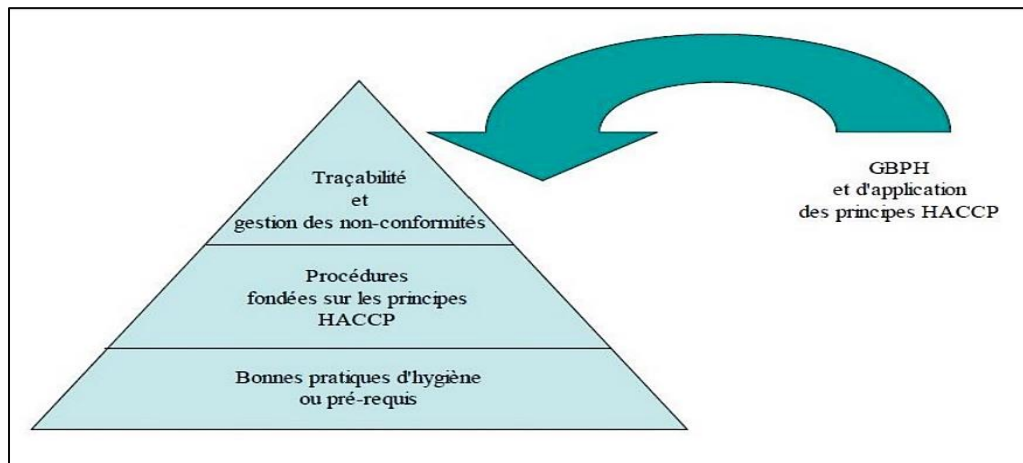 Traçabilité
et
gestion des non-conformités
GBPH
et d'application
des principes HACCP
Procédures
fondées sur les principes
HACCP
Bonnes pratiques d'hygiène
ou pré-requis